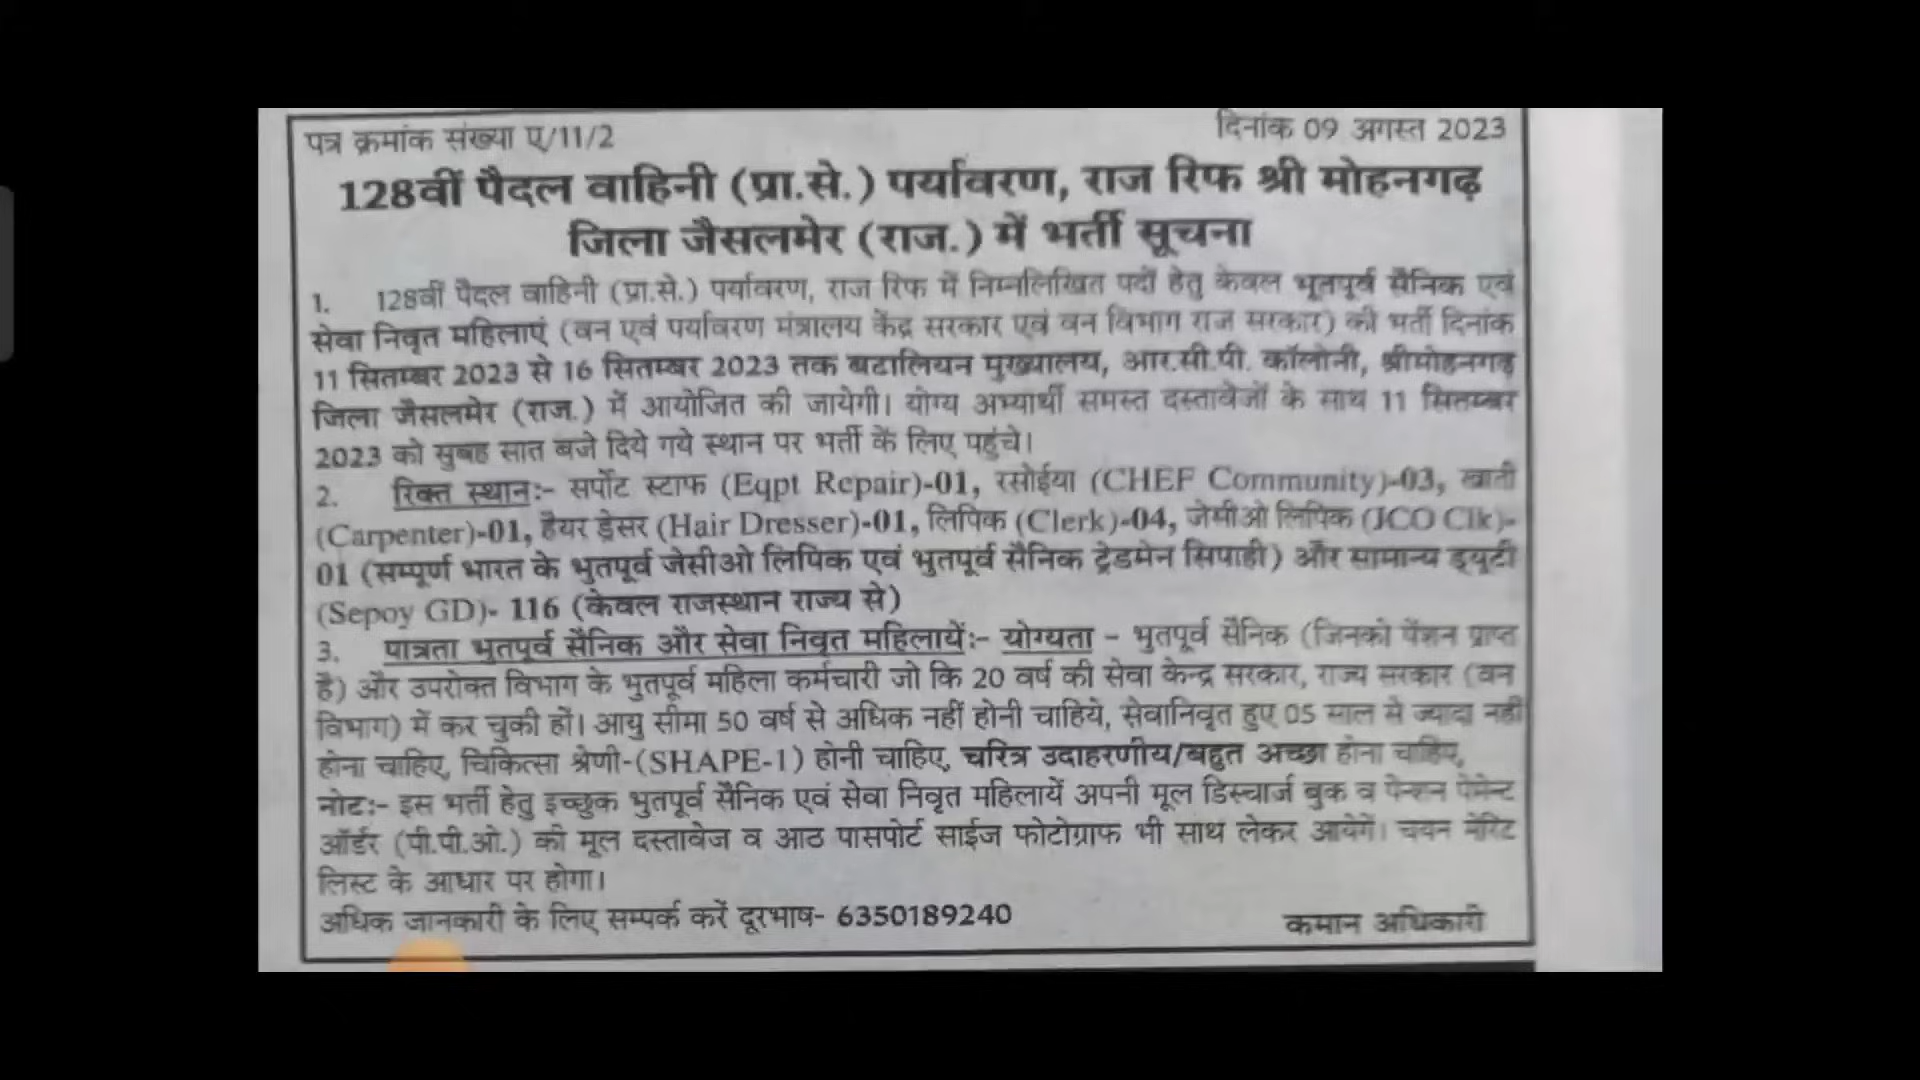 पत्र क्रमांक संख्या ए/11/2
दिनांक 09 अगस्त 2023
128वीं पैदल वाहिनी (प्रा.से.) पर्यावरण, राज रिफ श्री मोहनगढ़
जिला जैसलमेर (राज.) में भर्ती सूचना
1. 128वीं पैदल वाहिनी (प्रा.से.) पर्यावरण, राज रिफ में निम्नलिखित पदों हेतु केवल भूतपूर्व सैनिक एवं
सेवा निवृत महिलाएं (वन एवं पर्यावरण मंत्रालय केंद्र सरकार एवं वन विभाग राज सरकार) की भर्ती दिनांक
11 सितम्बर 2023 से 16 सितम्बर 2023 तक बटालियन मुख्यालय, आर.सी.पी. कॉलोनी, श्रीमोहनगढ़
जिला जैसलमेर (राज.) में आयोजित की जायेगी। योग्य अभ्यार्थी समस्त दस्तावेजों के साथ 11 सितम्बर
2023 को सुबह सात बजे दिये गये स्थान पर भर्ती के लिए पहुंचे।
2. रिक्त स्थान:- सर्पोट स्टाफ (Eqpt Repair)-01, रसोईया (CHEF Community)-03, खाती
(Carpenter)-01, हैयर ड्रेसर (Hair Dresser)-01, लिपिक (Clerk)-04, जेसीओ लिपिक (JCO Clk)-
01 (सम्पूर्ण भारत के भुतपूर्व जेसीओ लिपिक एवं भुतपूर्व सैनिक ट्रेडमेन सिपाही) और सामान्य ड्यूटी
(Sepoy GD)- 116 (केवल राजस्थान राज्य से)
3. पात्रता भुतपूर्व सैनिक और सेवा निवृत महिलायें:- योग्यता - भुतपूर्व सैनिक (जिनको पेंशन प्राप्त
है) और उपरोक्त विभाग के भुतपूर्व महिला कर्मचारी जो कि 20 वर्ष की सेवा केन्द्र सरकार, राज्य सरकार (वन
विभाग) में कर चुकी हों। आयु सीमा 50 वर्ष से अधिक नहीं होनी चाहिये, सेवानिवृत हुए 05 साल से ज्यादा नहीं
होना चाहिए, चिकित्सा श्रेणी-(SHAPE-1) होनी चाहिए, चरित्र उदाहरणीय/बहुत अच्छा होना चाहिए,
नोट:- इस भर्ती हेतु इच्छुक भुतपूर्व सैनिक एवं सेवा निवृत महिलायें अपनी मूल डिस्चार्ज बुक व पेन्शन पेमेन्ट
ऑर्डर (पी.पी.ओ.) की मूल दस्तावेज व आठ पासपोर्ट साईज फोटोग्राफ भी साथ लेकर आयेगें। चयन मेरिट
लिस्ट के आधार पर होगा।
अधिक जानकारी के लिए सम्पर्क करें दूरभाष- 6350189240
कमान अधिकारी